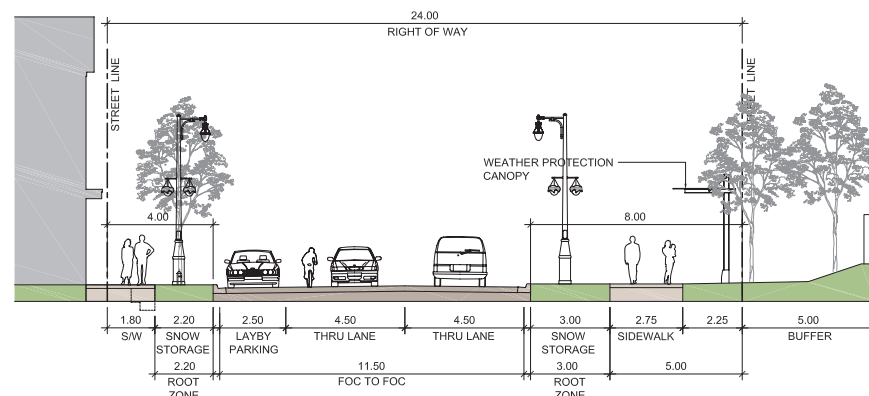 24.00
RIGHT OF WAY
STREET LINE
STREET LINE
WEATHER PROTECTION
CANOPY
4.00
8.00
1.80 2.20 2.50 4.50 4.50 3.00 2.75 2.25 5.00
S/W SNOW STORAGE LAYBY PARKING THRU LANE THRU LANE SNOW STORAGE SIDEWALK BUFFER
2.20 11.50 3.00 5.00
ROOT ZONE FOC TO FOC ROOT ZONE